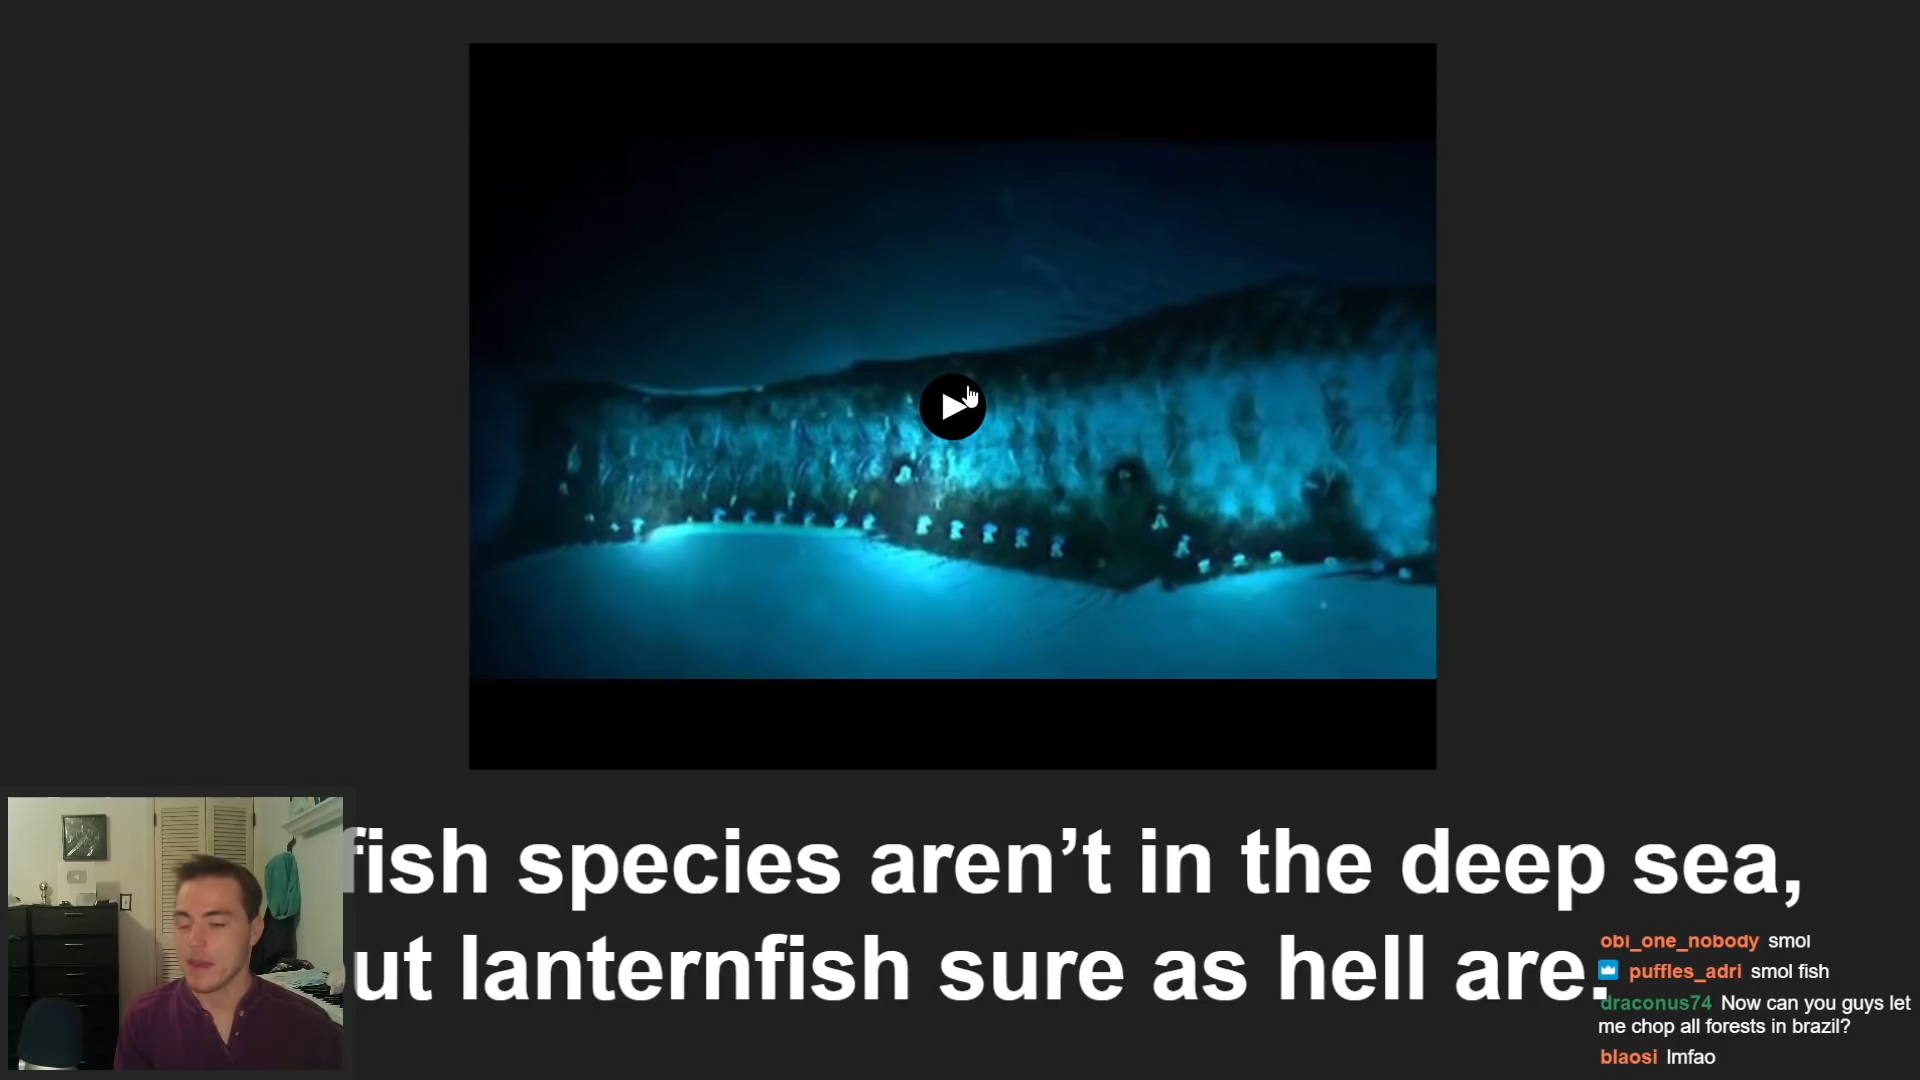 fish species aren’t in the deep sea,
ut lanternfish sure as hell are.
obi_one_nobody smol
puffles_adri smol fish
draconus74 Now can you guys let
me chop all forests in brazil?
blaosi lmfao